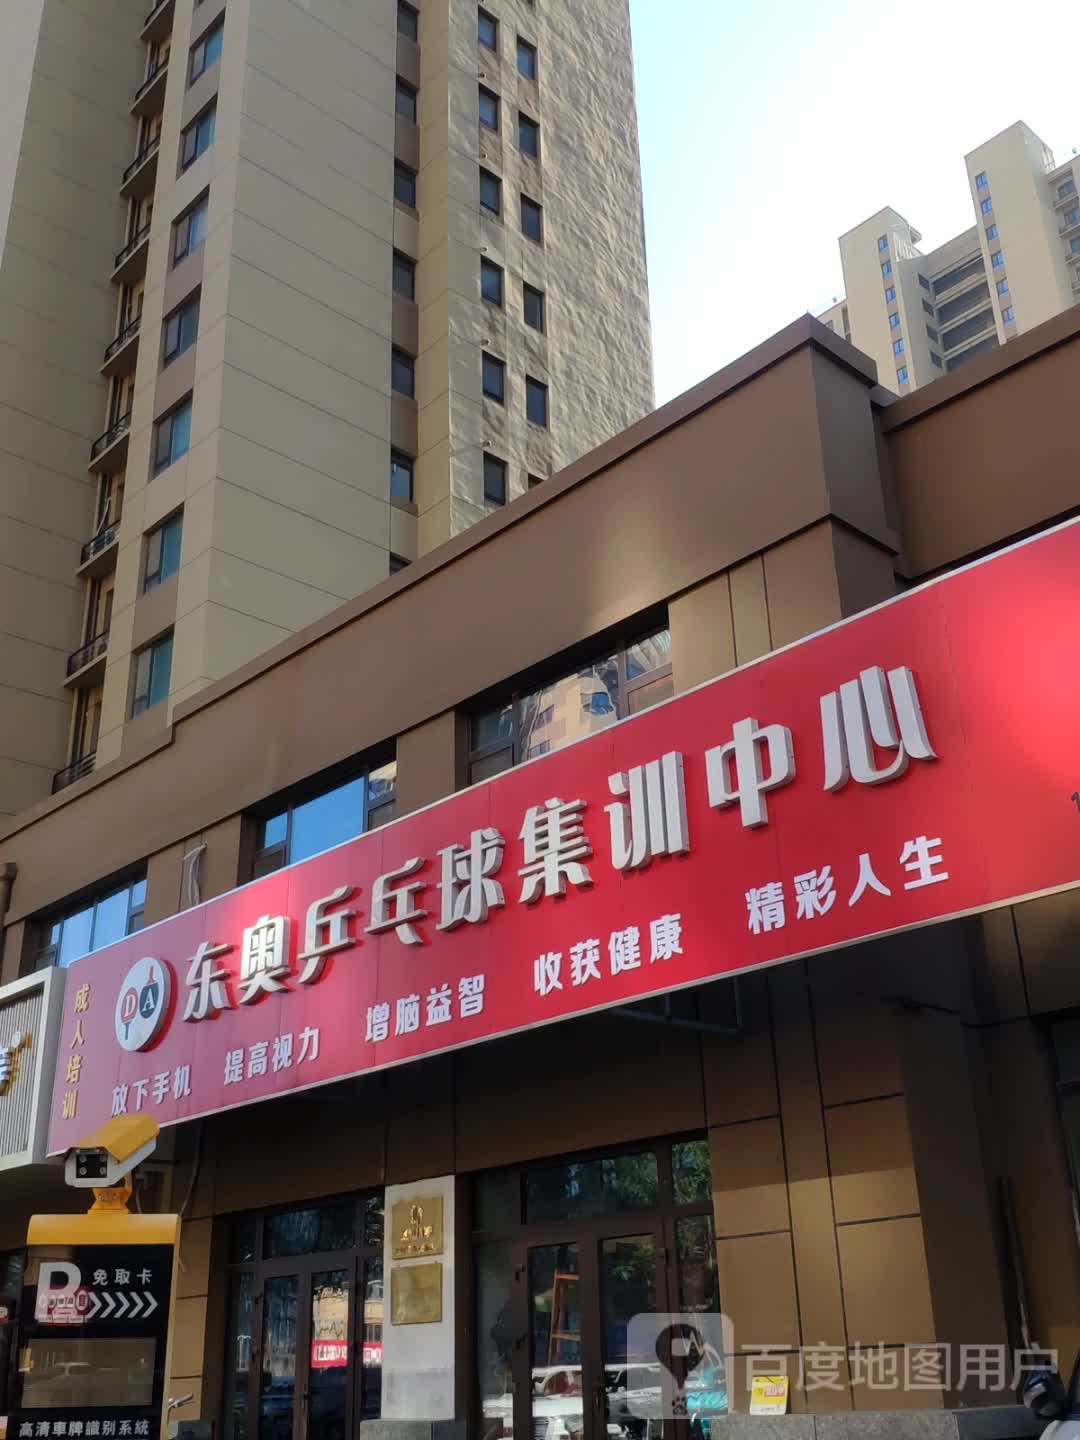 东奥乒乓球集训中心
成人培训
DA
放下手机 提高视力 增脑益智 收获健康 精彩人生
P 免取卡
高清車牌識别系統
百度地图用户